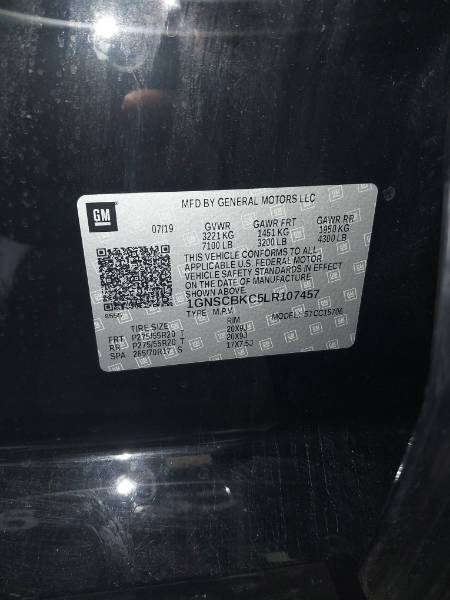 GM
MFD BY GENERAL MOTORS LLC
07/19 GVWR GAWR FRT GAWR RR
3221 KG 1451 KG 1950 KG
7100 LB 3200 LB 4300 LB
THIS VEHICLE CONFORMS TO ALL
APPLICABLE U.S. FEDERAL MOTOR
VEHICLE SAFETY STANDARDS IN EFFECT
ON THE DATE OF MANUFACTURE
SHOWN ABOVE.
1GNSCBKC5LR107457
TYPE: M.P.V. MODEL:
TIRE SIZE RIM
FRT P275/55R20 T 20X9J
RR P275/55R20 T 20X9J
SPA 265/70R17 S 17X7.5J